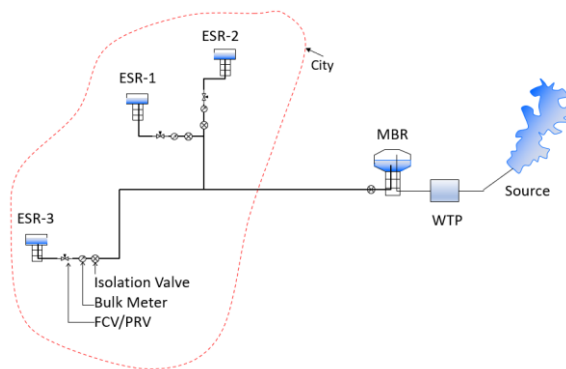 ESR-2
City
ESR-1
MBR
Source
WTP
ESR-3
Isolation Valve
Bulk Meter
FCV/PRV